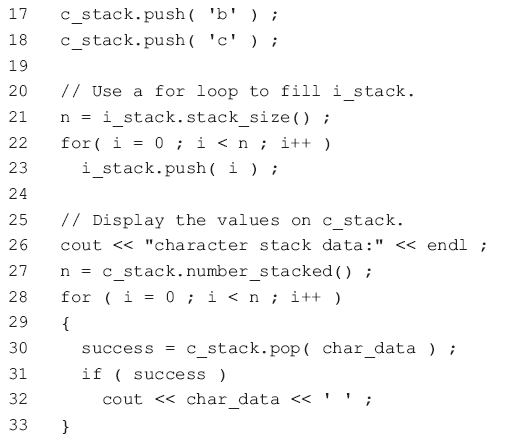 17 c_stack.push( 'b' ) ;
18 c_stack.push( 'c' ) ;
19
20 // Use a for loop to fill i_stack.
21 n = i_stack.stack_size() ;
22 for( i = 0 ; i < n ; i++ )
23 i_stack.push( i ) ;
24
25 // Display the values on c_stack.
26 cout << "character stack data:" << endl ;
27 n = c_stack.number_stacked() ;
28 for ( i = 0 ; i < n ; i++ )
29 {
30 success = c_stack.pop( char_data ) ;
31 if ( success )
32 cout << char_data << ' ' ;
33 }